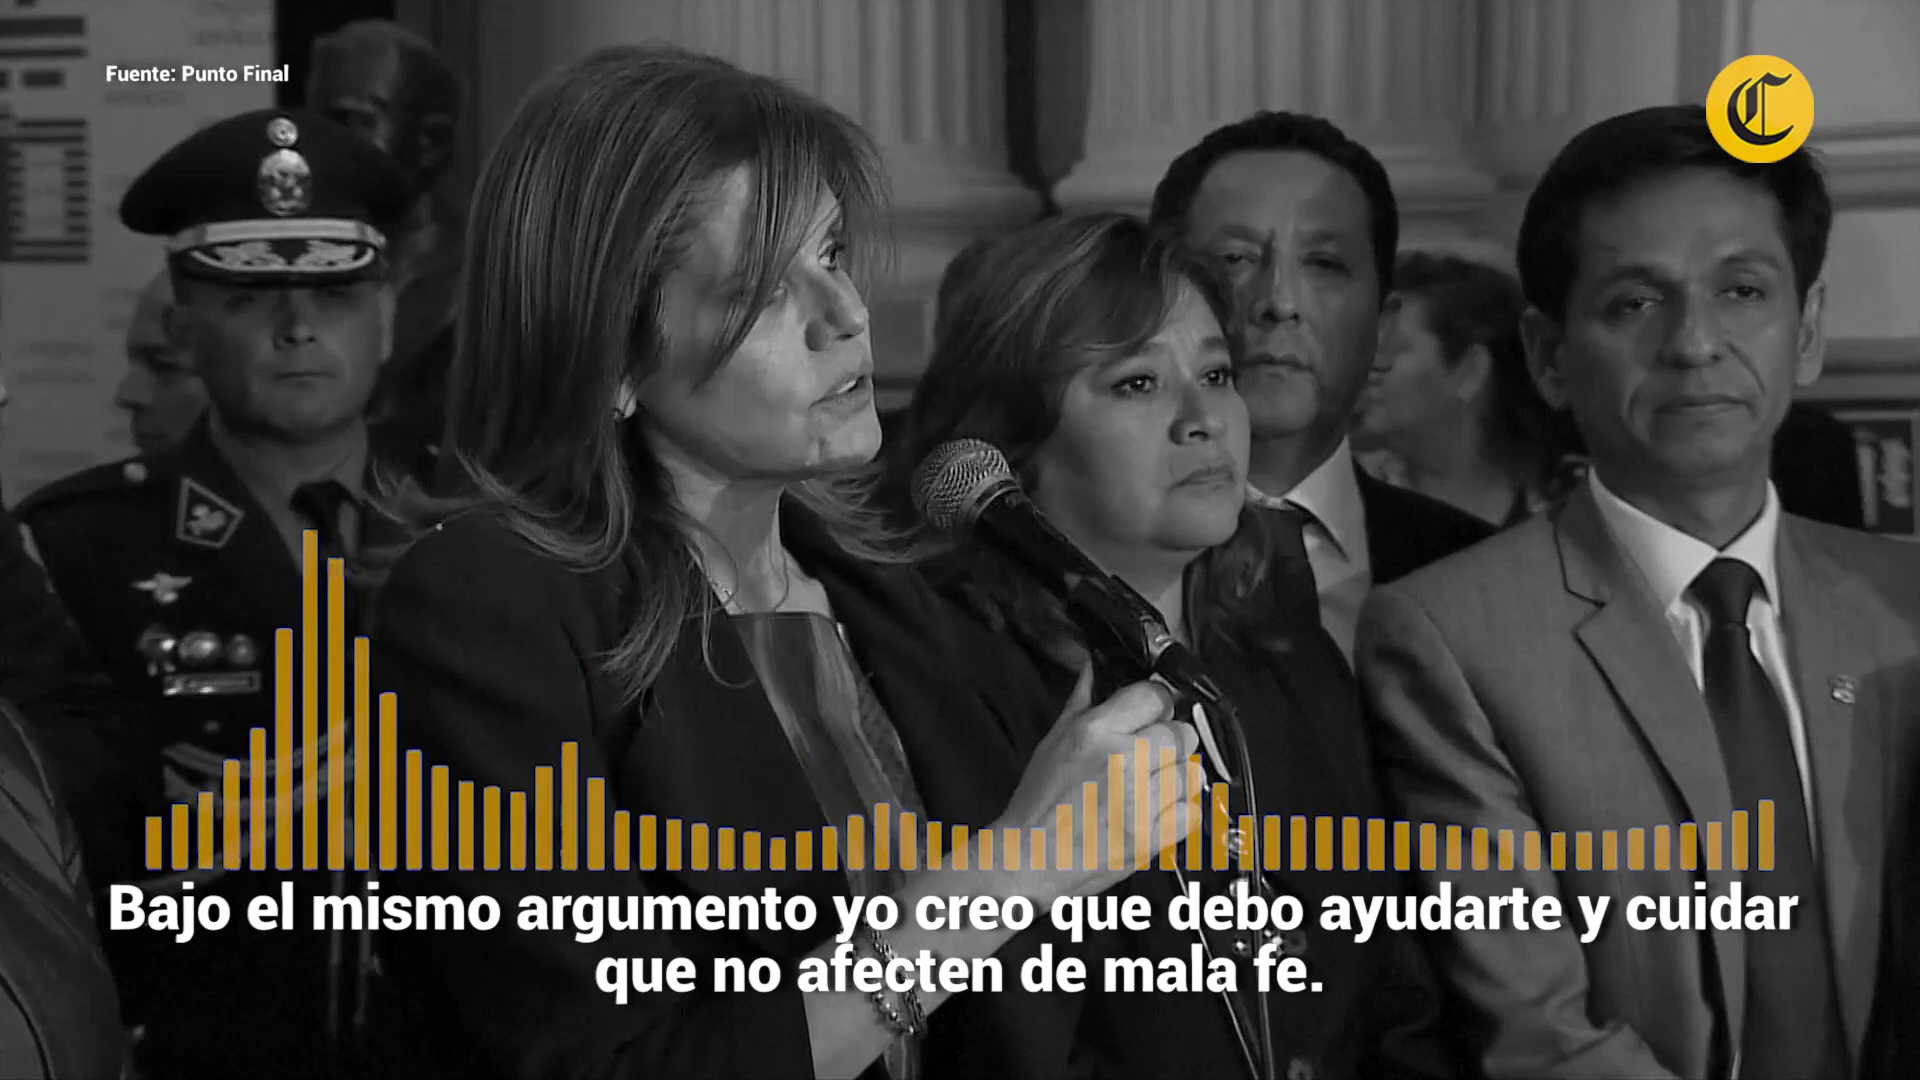 Fuente: Punto Final
C
Bajo el mismo argumento yo creo que debo ayudarte y cuidar
que no afecten de mala fe.